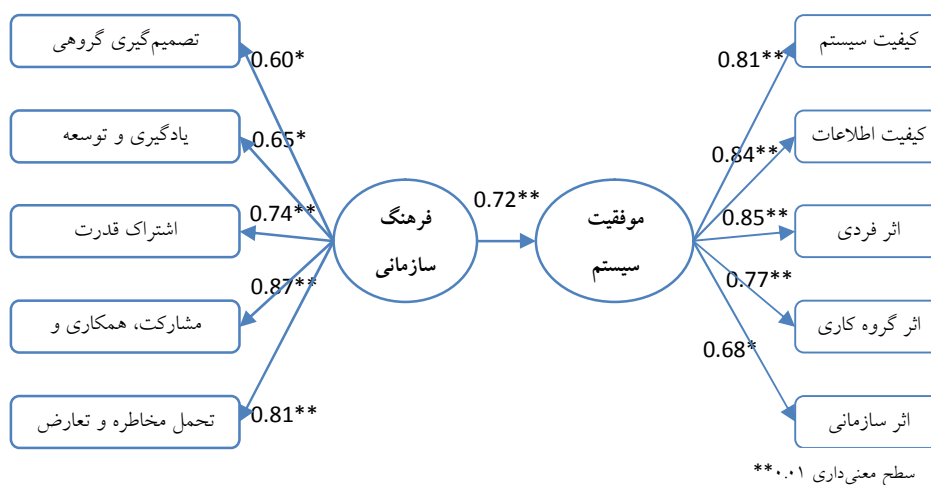 تصمیم‌گیری گروهی
0.60*
یادگیری و توسعه
0.65*
اشتراک قدرت
0.74**
مشارکت، همکاری و
0.87**
تحمل مخاطره و تعارض
0.81**
فرهنگ
سازمانی
0.72**
موفقیت
سیستم
کیفیت سیستم
0.81**
کیفیت اطلاعات
0.84**
اثر فردی
0.85**
اثر گروه کاری
0.77**
اثر سازمانی
0.68*
سطح معنی‌داری ۰.۰۱**